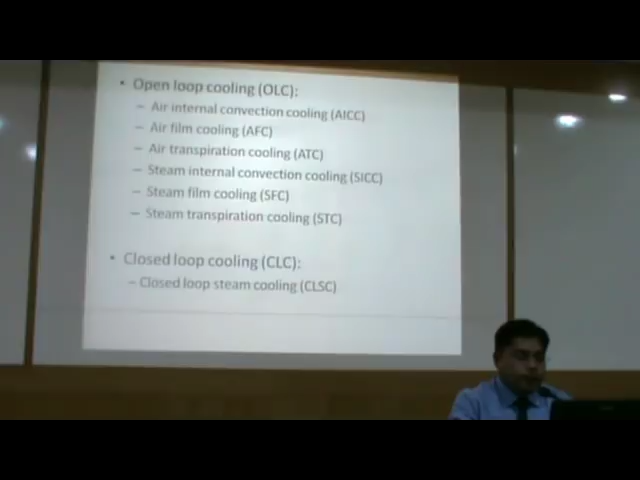 • Open loop cooling (OLC):
– Air internal convection cooling (AICC)
– Air film cooling (AFC)
– Air transpiration cooling (ATC)
– Steam internal convection cooling (SICC)
– Steam film cooling (SFC)
– Steam transpiration cooling (STC)
• Closed loop cooling (CLC):
– Closed loop steam cooling (CLSC)